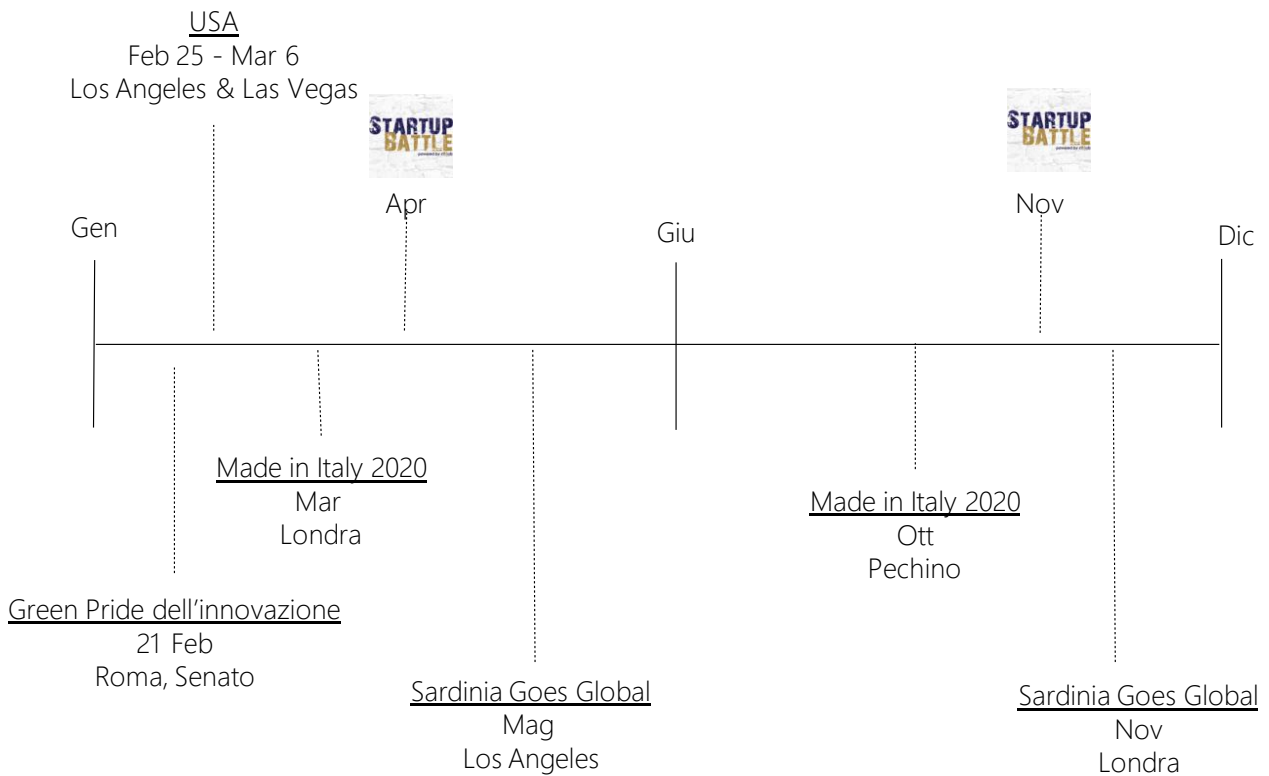 USA
Feb 25 - Mar 6
Los Angeles & Las Vegas
STARTUP
BATTLE
Apr
STARTUP
BATTLE
Nov
Gen
Giu
Dic
Made in Italy 2020
Mar
Londra
Made in Italy 2020
Ott
Pechino
Green Pride dell'innovazione
21 Feb
Roma, Senato
Sardinia Goes Global
Mag
Los Angeles
Sardinia Goes Global
Nov
Londra